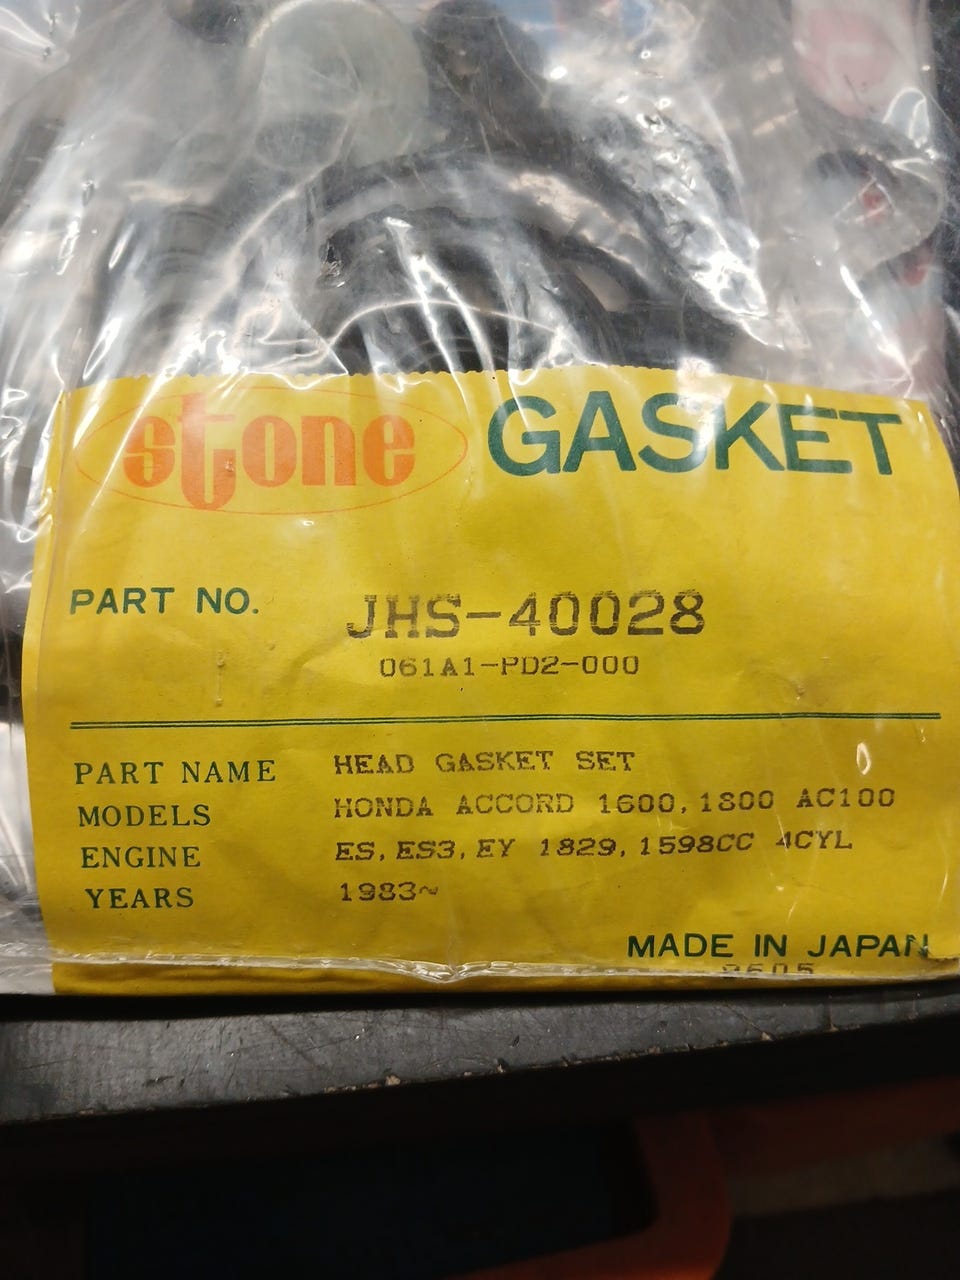 stone GASKET
PART NO. JHS-40028
061A1-PD2-000
PART NAME HEAD GASKET SET
MODELS HONDA ACCORD 1600,1800 AC100
ENGINE ES,ES3,EY 1829,1598CC 4CYL
YEARS 1983~
MADE IN JAPAN